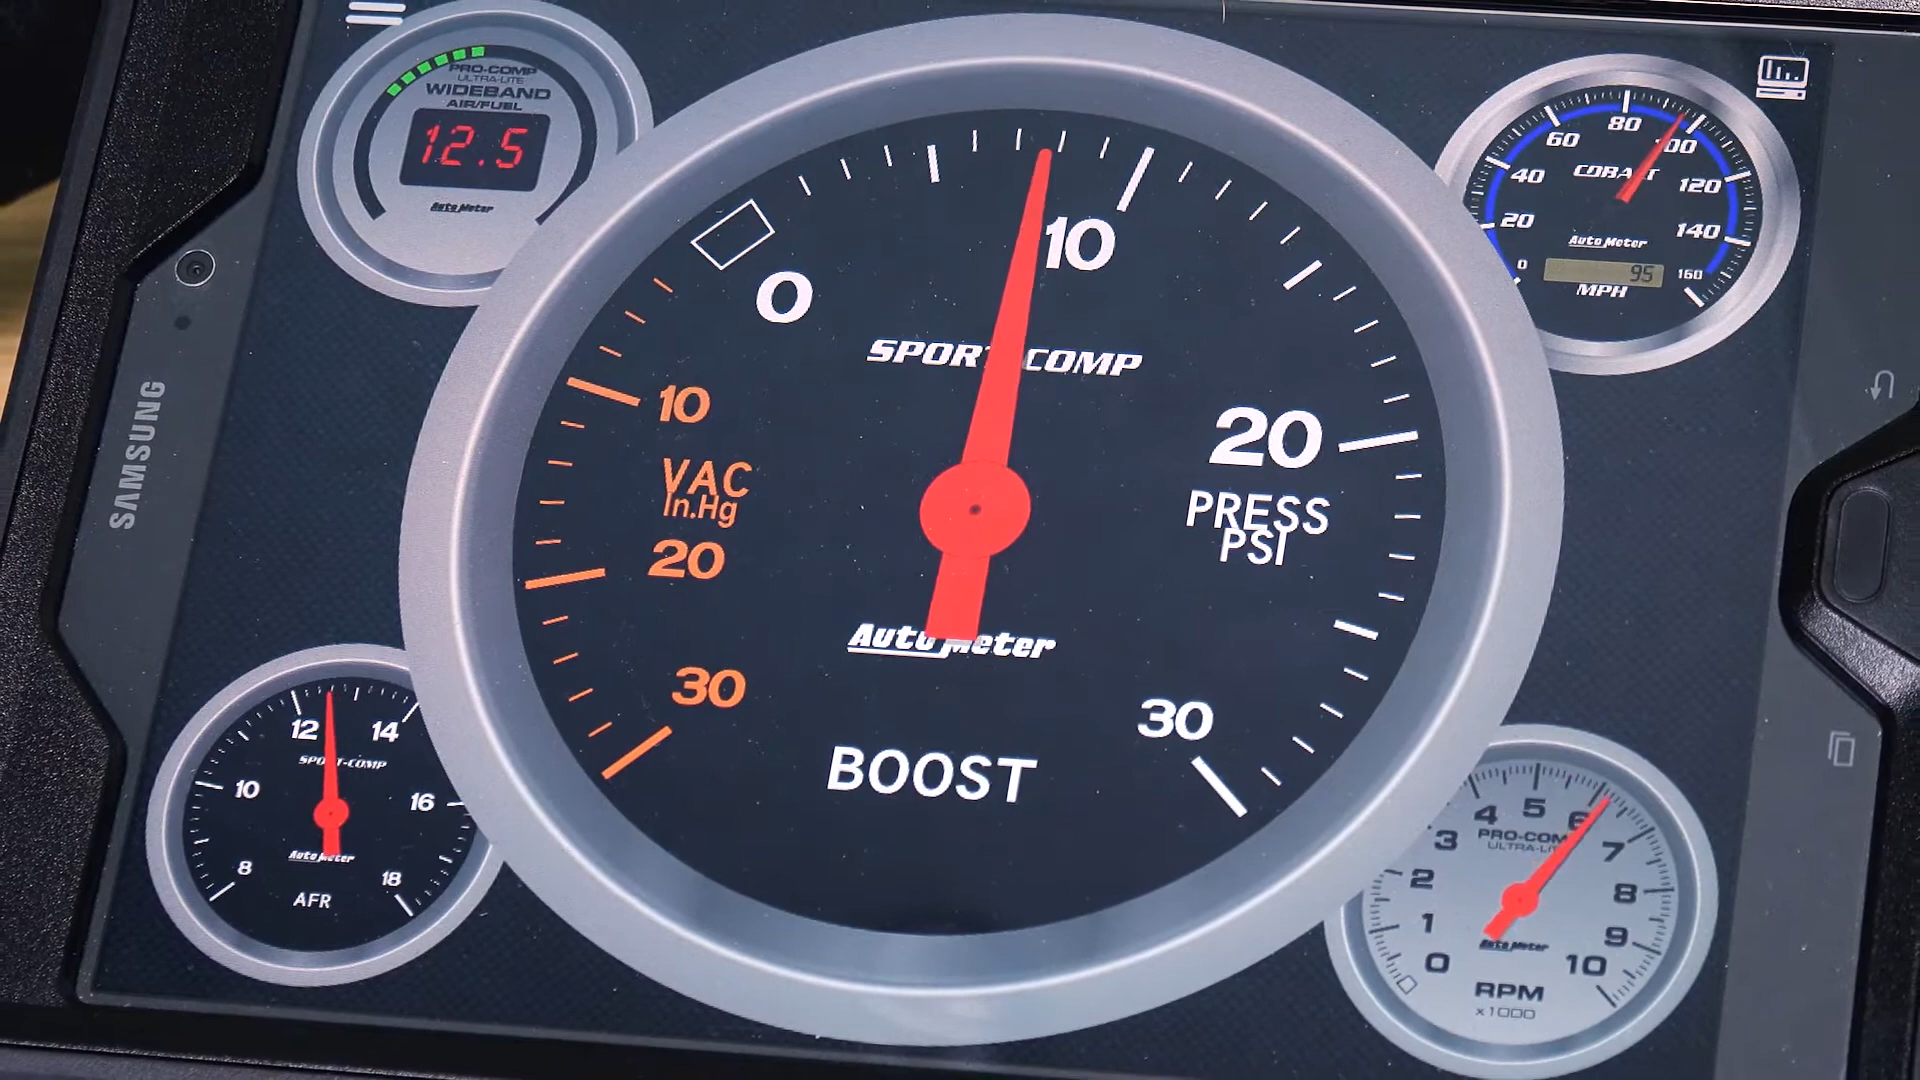 PRO-COMP
ULTRA-LITE
WIDEBAND
AIR/FUEL
12.5
Auto Meter
0
20
40
60
80
100
120
140
160
COBALT
Auto Meter
95
MPH
SAMSUNG
30
20
10
0
10
20
30
VAC
In.Hg
SPORT-COMP
PRESS
PSI
Auto Meter
BOOST
8
10
12
14
16
18
SPORT-COMP
Auto Meter
AFR
0
1
2
3
4
5
6
7
8
9
10
PRO-COMP
ULTRA-LITE
Auto Meter
RPM
x1000